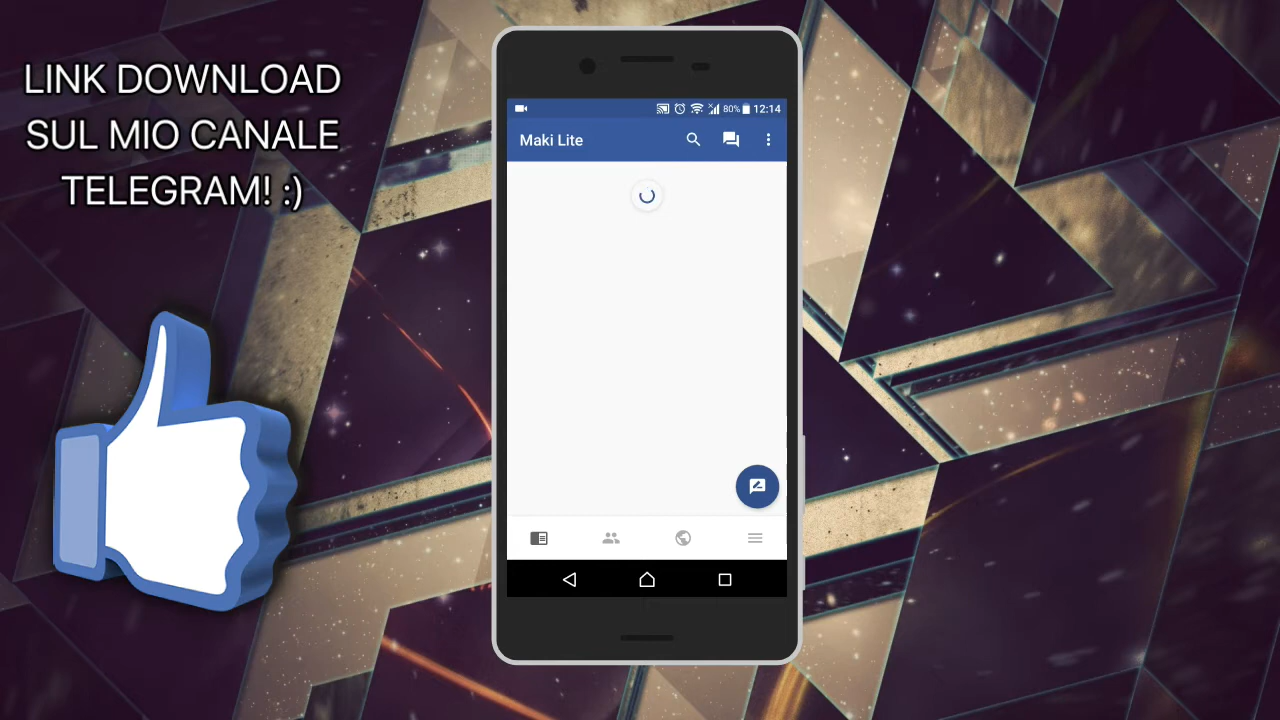 LINK DOWNLOAD
SUL MIO CANALE
TELEGRAM! :)
80% 12:14
Maki Lite